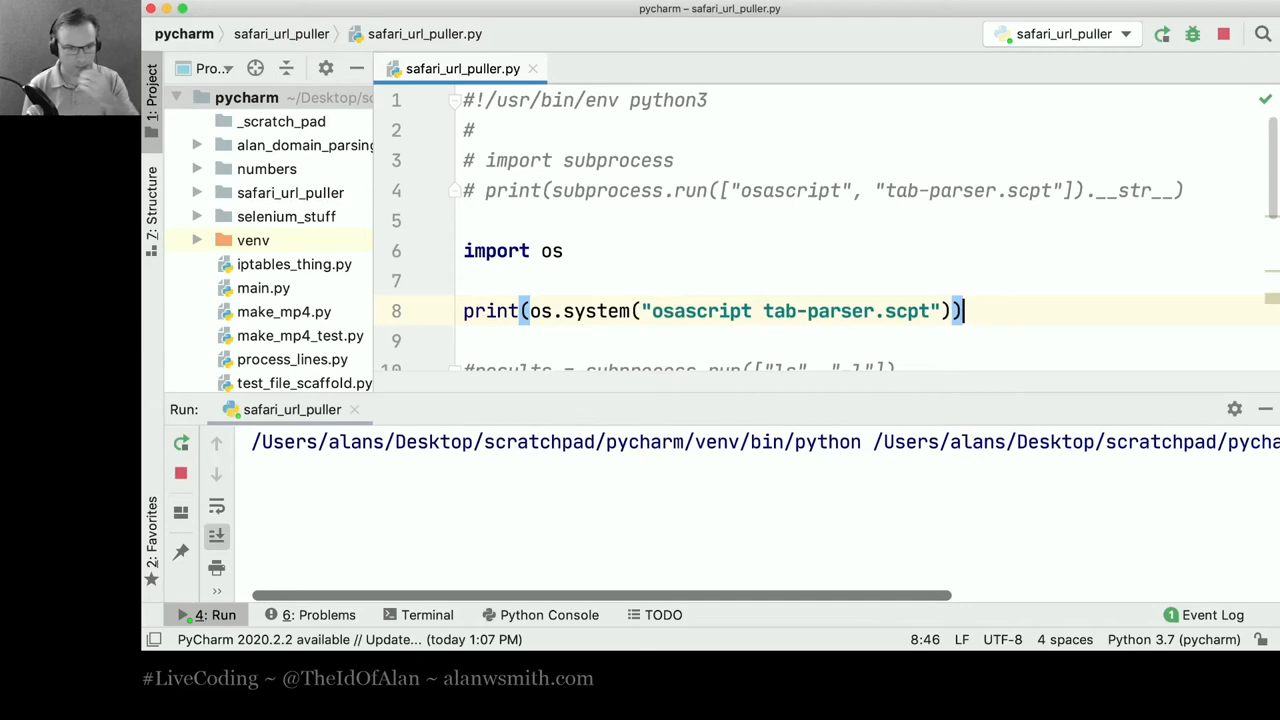 pycharm – safari_url_puller.py
pycharm safari_url_puller safari_url_puller.py safari_url_puller
1: Project
Pro... safari_url_puller.py
pycharm ~/Desktop/sc
_scratch_pad
alan_domain_parsing
numbers
safari_url_puller
selenium_stuff
venv
iptables_thing.py
main.py
make_mp4.py
make_mp4_test.py
process_lines.py
test_file_scaffold.py
7: Structure
1 #!/usr/bin/env python3
2 #
3 # import subprocess
4 # print(subprocess.run(["osascript", "tab-parser.scpt"]).__str__)
5
6 import os
7
8 print(os.system("osascript tab-parser.scpt"))
9
10 #results = subprocess.run(["ls", "-l"])
Run: safari_url_puller
/Users/alans/Desktop/scratchpad/pycharm/venv/bin/python /Users/alans/Desktop/scratchpad/pycha
2: Favorites
4: Run 6: Problems Terminal Python Console TODO 1 Event Log
PyCharm 2020.2.2 available // Update... (today 1:07 PM) 8:46 LF UTF-8 4 spaces Python 3.7 (pycharm)
#LiveCoding ~ @TheIdOfAlan ~ alanwsmith.com